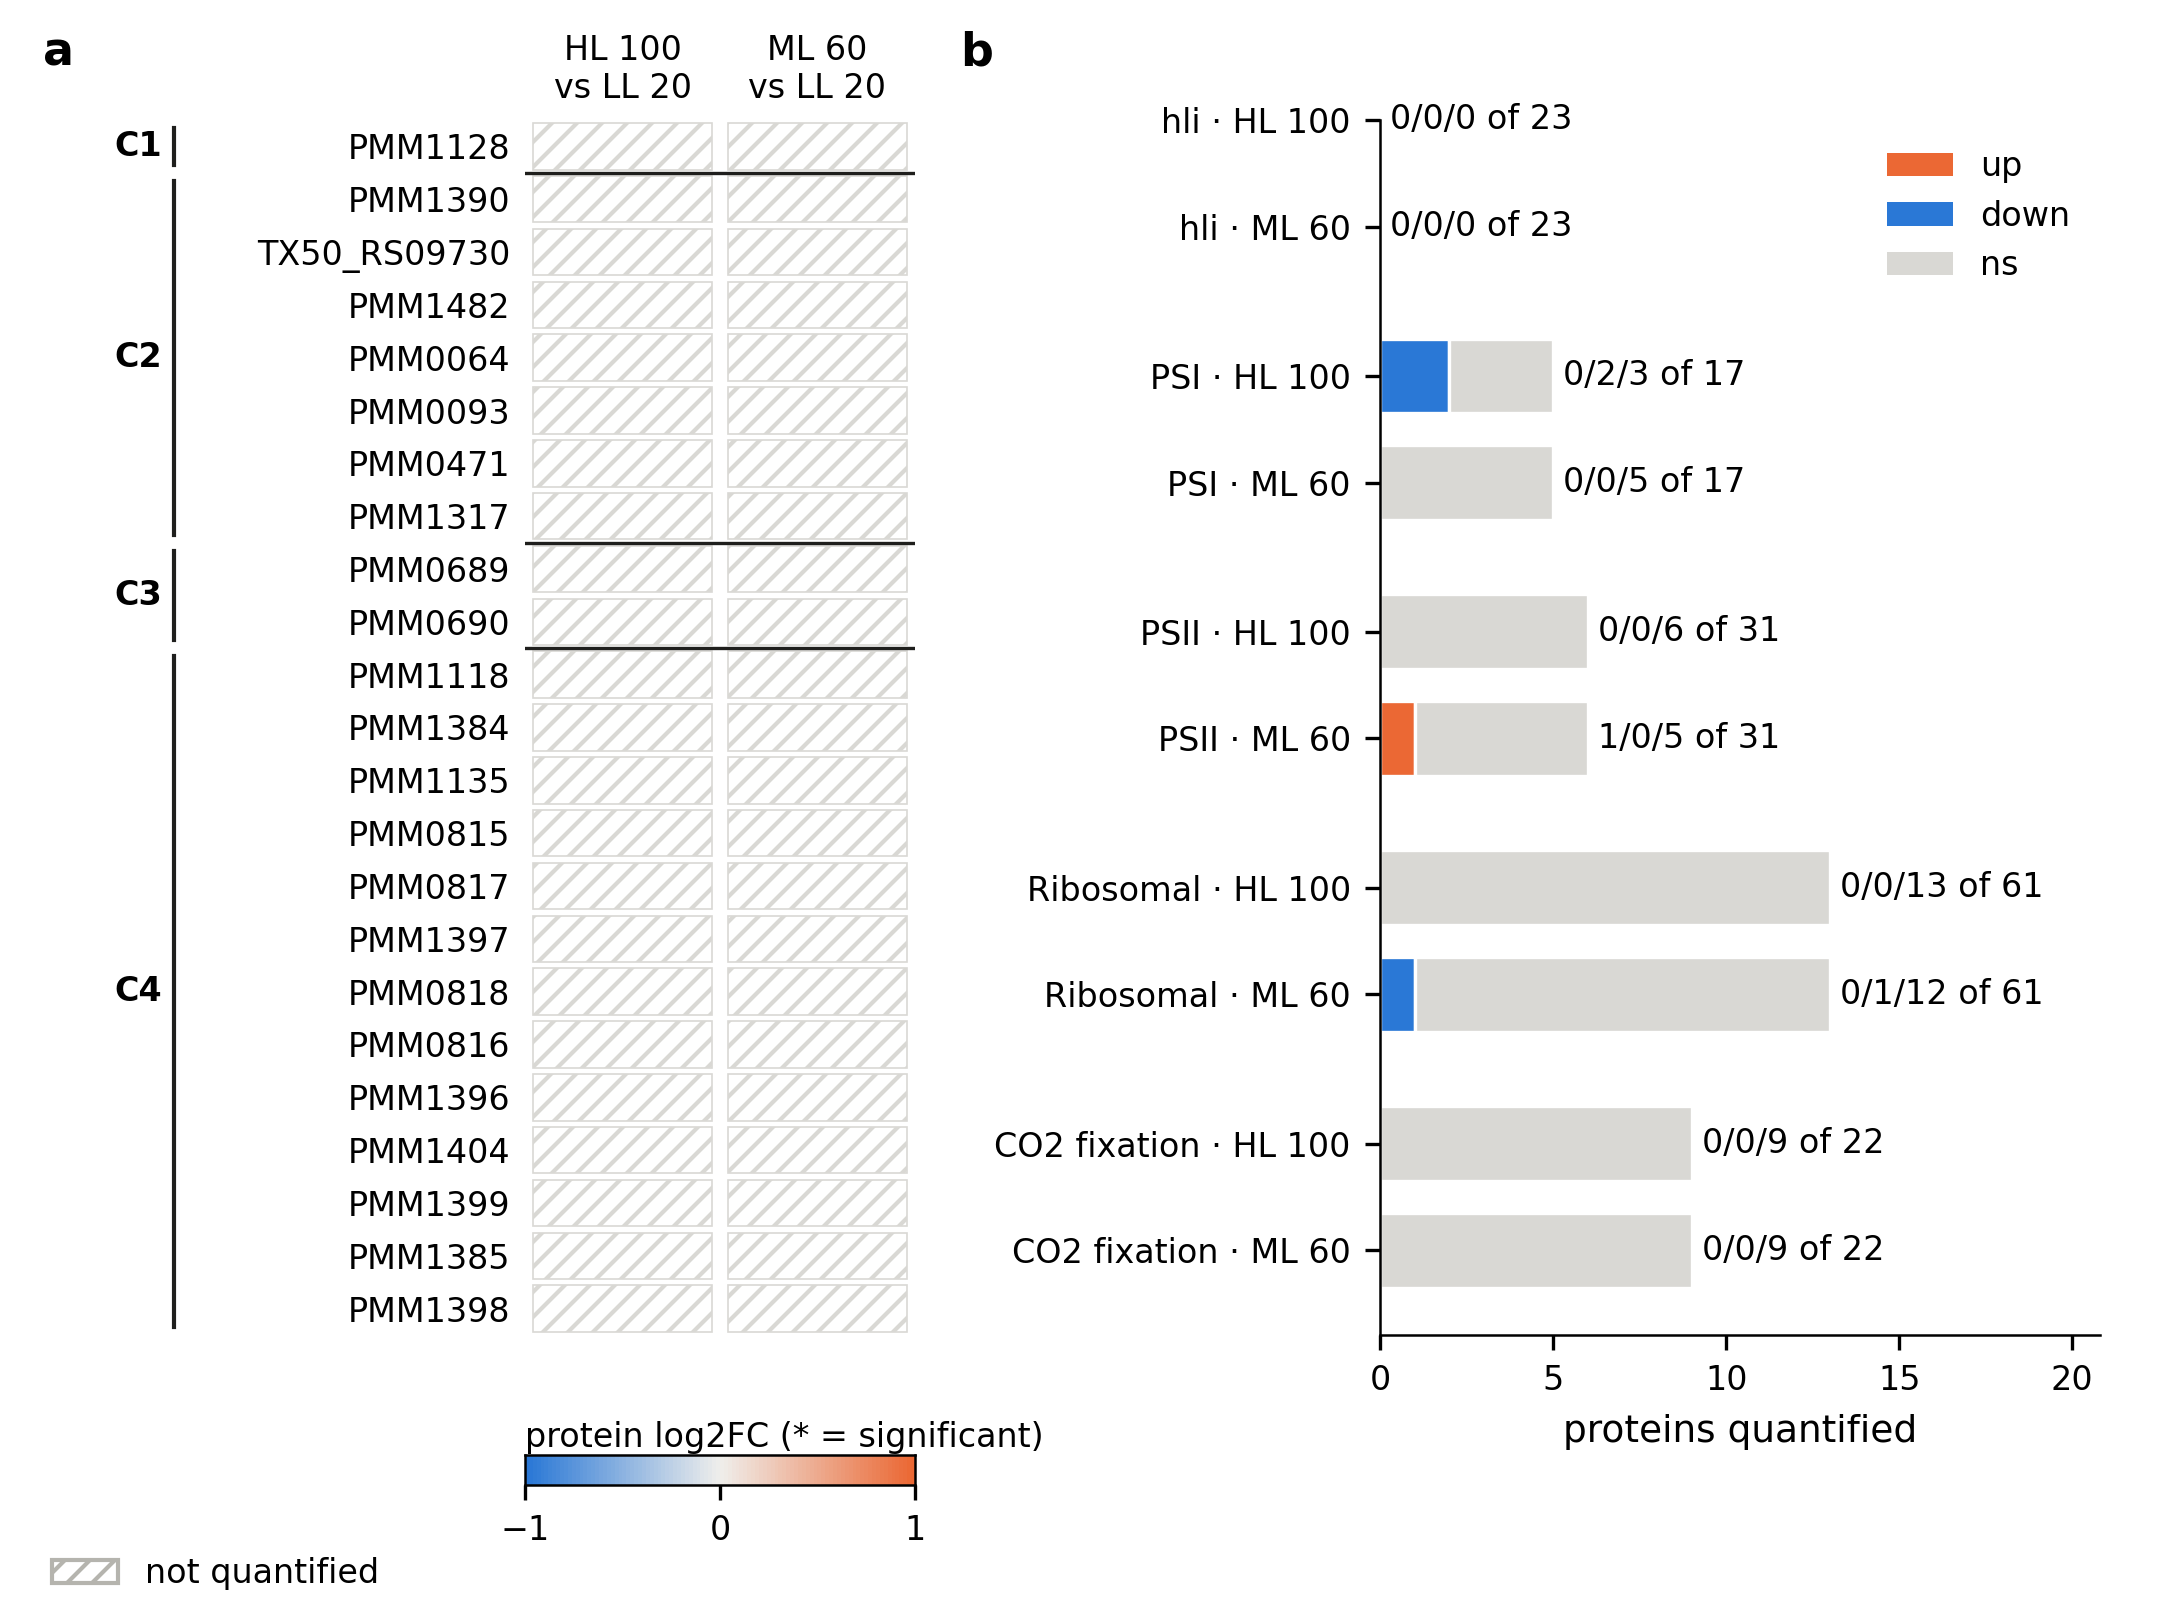 a
HL 100
vs LL 20
ML 60
vs LL 20
C1
PMM1128
C2
PMM1390
TX50_RS09730
PMM1482
PMM0064
PMM0093
PMM0471
PMM1317
C3
PMM0689
PMM0690
C4
PMM1118
PMM1384
PMM1135
PMM0815
PMM0817
PMM1397
PMM0818
PMM0816
PMM1396
PMM1404
PMM1399
PMM1385
PMM1398
protein log2FC (* = significant)
−1 0 1
not quantified
b
hli · HL 100 0/0/0 of 23
hli · ML 60 0/0/0 of 23
PSI · HL 100 0/2/3 of 17
PSI · ML 60 0/0/5 of 17
PSII · HL 100 0/0/6 of 31
PSII · ML 60 1/0/5 of 31
Ribosomal · HL 100 0/0/13 of 61
Ribosomal · ML 60 0/1/12 of 61
CO2 fixation · HL 100 0/0/9 of 22
CO2 fixation · ML 60 0/0/9 of 22
up
down
ns
0 5 10 15 20
proteins quantified